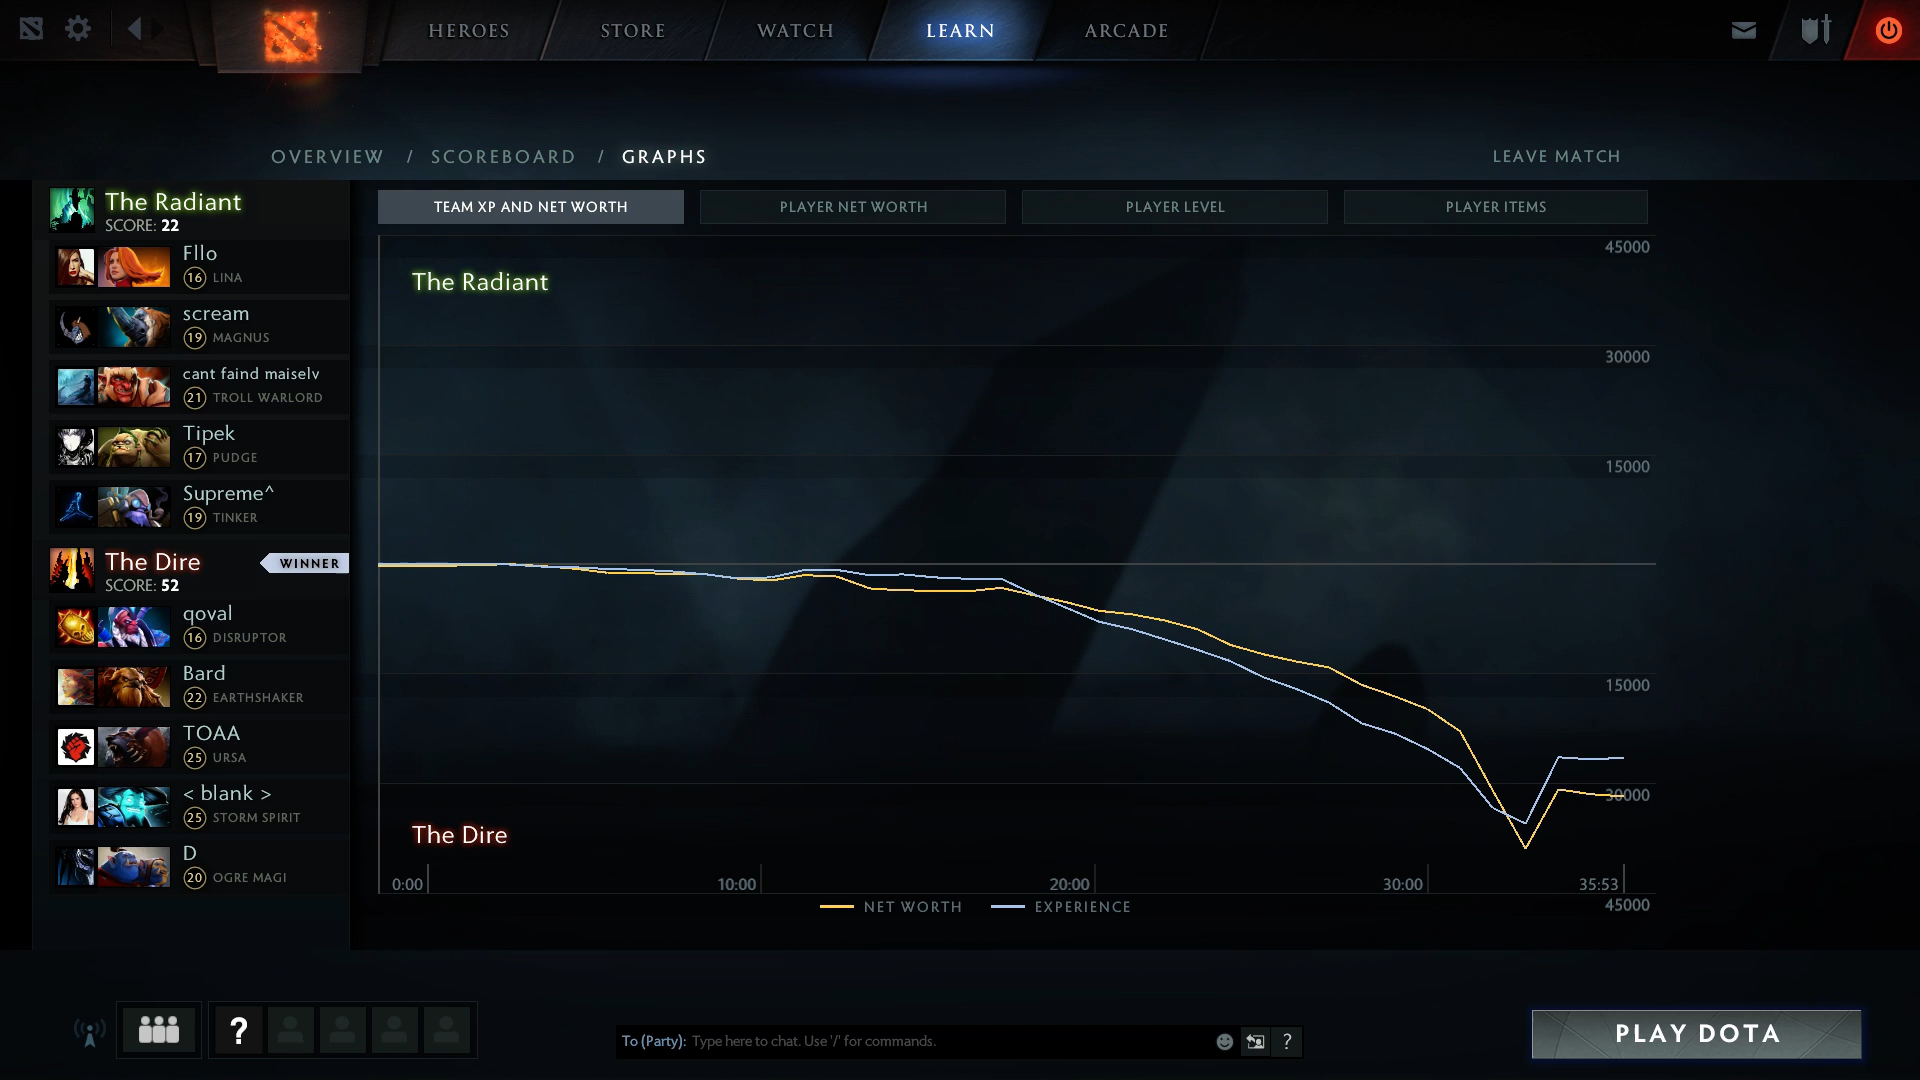 HEROES STORE WATCH LEARN ARCADE
OVERVIEW / SCOREBOARD / GRAPHS LEAVE MATCH
The Radiant
SCORE: 22
Fllo
16 LINA
scream
19 MAGNUS
cant faind maiselv
21 TROLL WARLORD
Tipek
17 PUDGE
Supreme^
19 TINKER
The Dire WINNER
SCORE: 52
qoval
16 DISRUPTOR
Bard
22 EARTHSHAKER
TOAA
25 URSA
< blank >
25 STORM SPIRIT
D
20 OGRE MAGI
TEAM XP AND NET WORTH PLAYER NET WORTH PLAYER LEVEL PLAYER ITEMS
45000
The Radiant
30000
15000
15000
30000
The Dire
0:00 10:00 20:00 30:00 35:53
45000
NET WORTH EXPERIENCE
?
To (Party): Type here to chat. Use '/' for commands. ?
PLAY DOTA